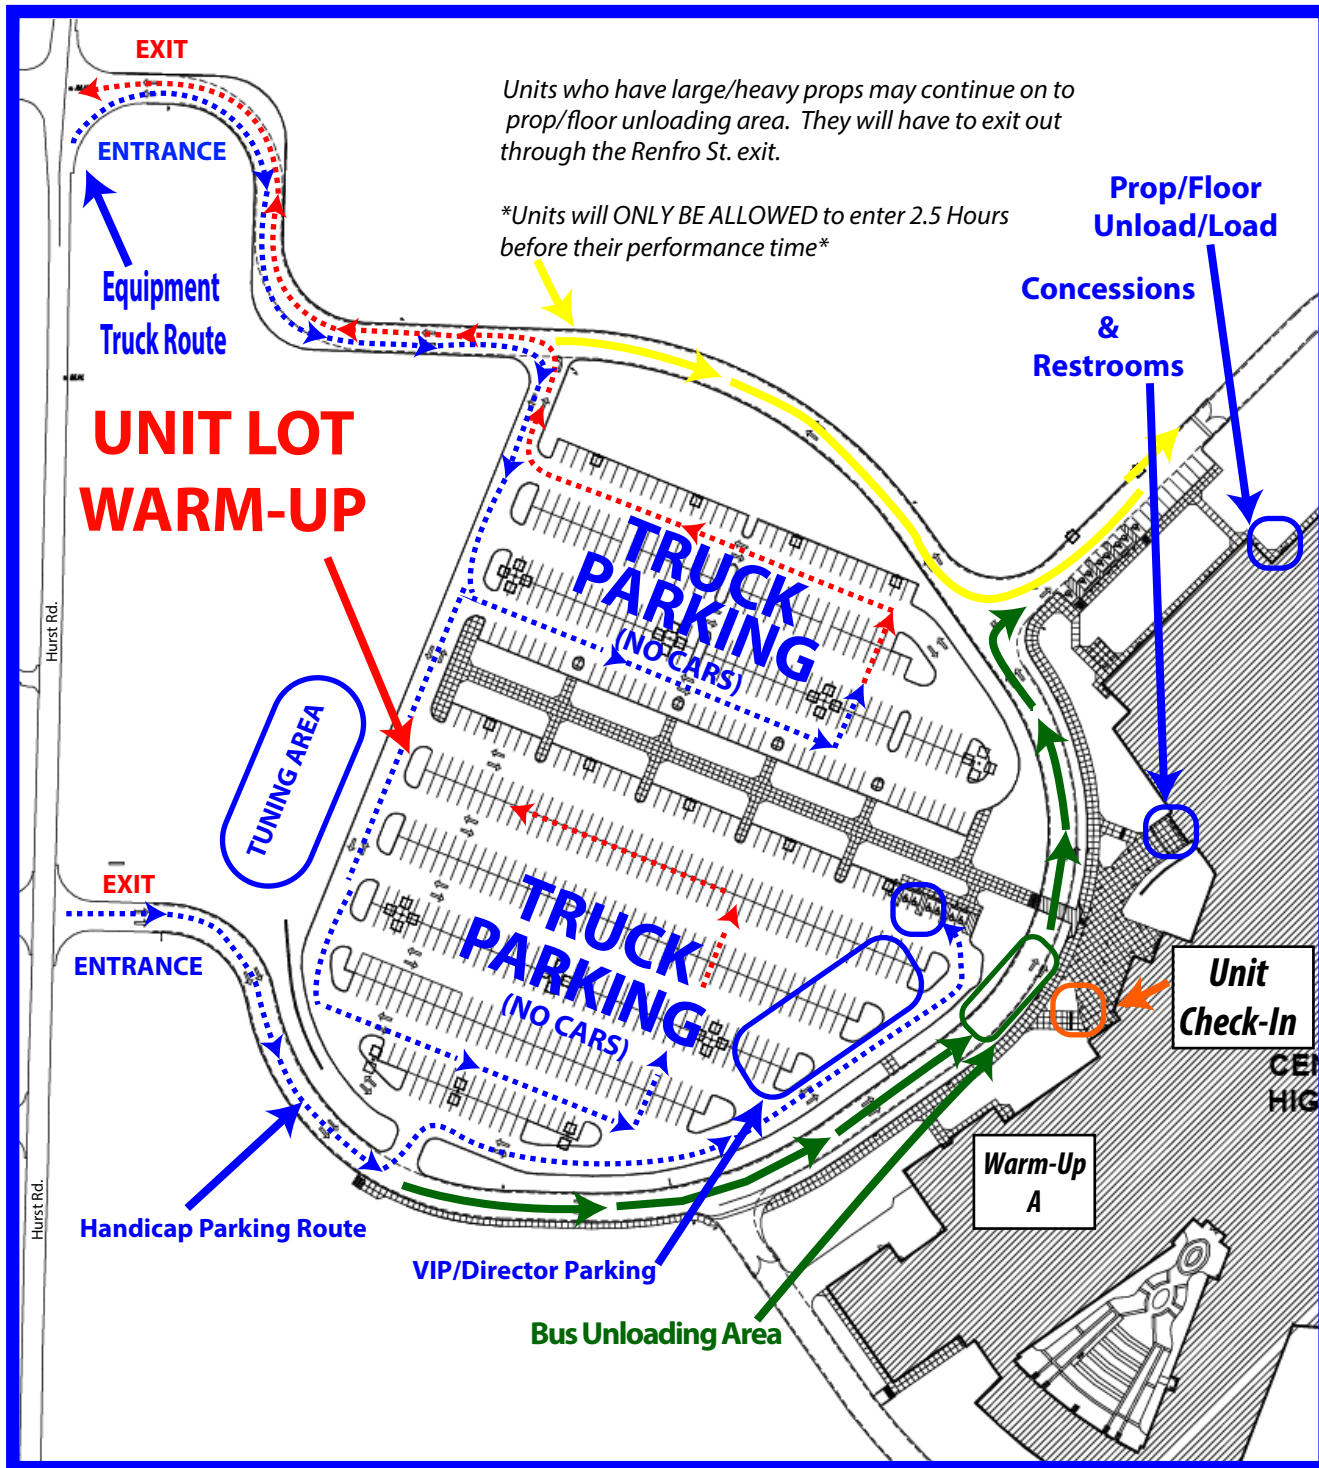 EXIT
Units who have large/heavy props may continue on to
prop/floor unloading area.  They will have to exit out
through the Renfro St. exit.
ENTRANCE
*Units will ONLY BE ALLOWED to enter 2.5 Hours
before their performance time*
Prop/Floor
Unload/Load
Equipment
Truck Route
Concessions
&
Restrooms
UNIT LOT
WARM-UP
TRUCK
PARKING
(NO CARS)
Hurst Rd.
TUNING AREA
EXIT
ENTRANCE
TRUCK
PARKING
(NO CARS)
Unit
Check-In
CEN
HIG
Warm-Up
A
Hurst Rd.
Handicap Parking Route
VIP/Director Parking
Bus Unloading Area